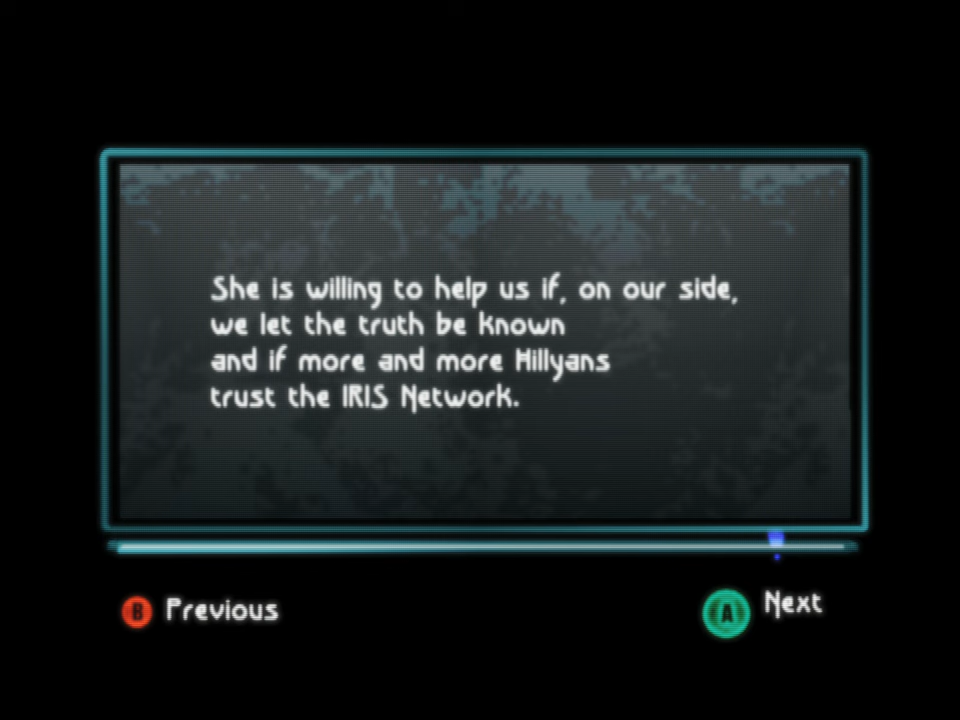 She is willing to help us if, on our side,
we let the truth be known
and if more and more Hillyans
trust the IRIS Network.
B Previous
A Next